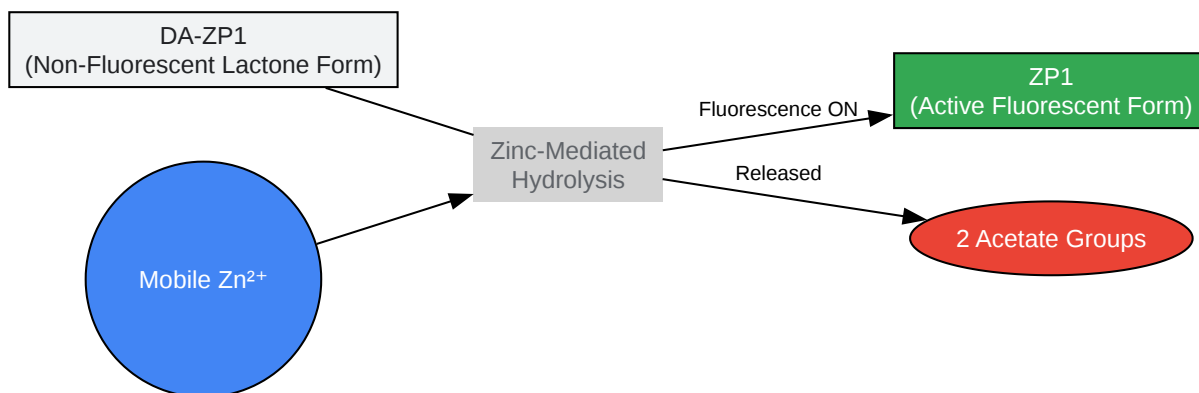 DA-ZP1
(Non-Fluorescent Lactone Form)
Mobile Zn²⁺
Zinc-Mediated
Hydrolysis
Fluorescence ON
Released
ZP1
(Active Fluorescent Form)
2 Acetate Groups